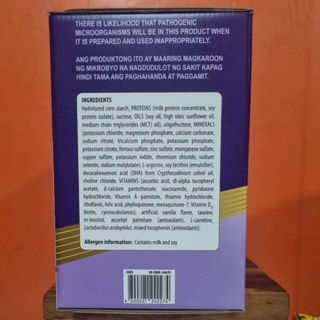 THERE IS LIKELIHOOD THAT PATHOGENIC
MICROORGANISMS WILL BE IN THIS PRODUCT WHEN
IT IS PREPARED AND USED INAPPROPRIATELY.
ANG PRODUKTONG ITO AY MAARING MAGKAROON
NG MIKROBYO NA NAGDUDULOT NG SAKIT KAPAG
HINDI TAMA ANG PAGHAHANDA AT PAGGAMIT.
INGREDIENTS
Hydrolyzed corn starch, PROTEINS (milk protein concentrate, soy
protein isolate), sucrose, OILS (soy oil, high oleic sunflower oil,
medium chain triglycerides (MCT) oil), oligofructose, MINERALS
(potassium chloride, magnesium phosphate, calcium carbonate,
sodium citrate, tricalcium phosphate, potassium phosphate,
potassium citrate, ferrous sulfate, zinc sulfate, manganese sulfate,
copper sulfate, potassium iodide, chromium chloride, sodium selenite,
sodium molybdate), L-arginine, soy lecithin (emulsifier),
docosahexaenoic acid (DHA) from Crypthecodinium cohnii oil,
choline chloride, VITAMINS (ascorbic acid, dl-alpha tocopheryl
acetate, d-calcium pantothenate, niacinamide, pyridoxine
hydrochloride, Vitamin A palmitate, thiamin hydrochloride,
riboflavin, folic acid, phylloquinone, menaquinone-7, Vitamin D3,
biotin, cyanocobalamin), artificial vanilla flavor, taurine,
m-inositol, ascorbyl palmitate (antioxidant), L-carnitine,
Lactobacillus acidophilus, mixed tocopherols (antioxidants).
Allergen information: Contains milk and soy